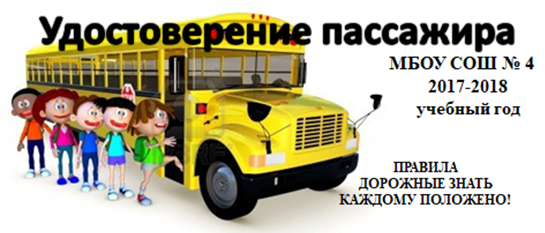 Удостоверение пассажира
МБОУ СОШ № 4
2017-2018
учебный год
ПРАВИЛА
ДОРОЖНЫЕ ЗНАТЬ
КАЖДОМУ ПОЛОЖЕНО!